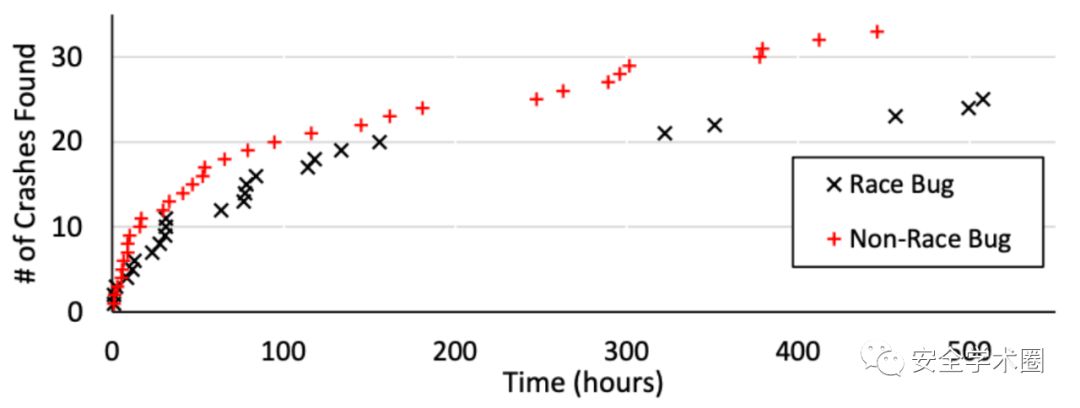 # of Crashes Found
30
20
10
0
Race Bug
Non-Race Bug
0 100 200 300 400 500
Time (hours)
安全学术圈